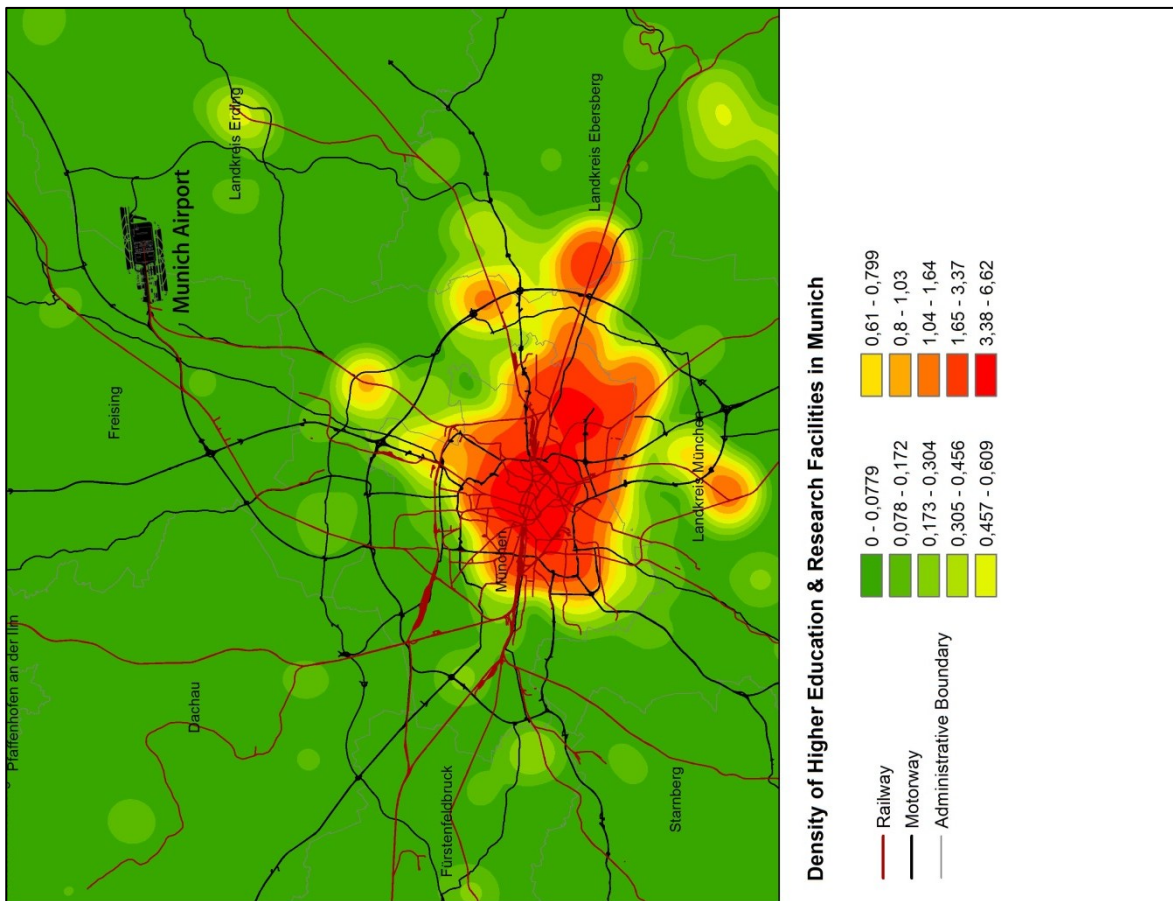 Pfaffenhofen an der Ilm
Freising
Munich Airport
Landkreis Erding
Dachau
München
Landkreis Ebersberg
Fürstenfeldbruck
Starnberg
Landkreis München
Density of Higher Education & Research Facilities in Munich
Railway
Motorway
Administrative Boundary
0 - 0,0779
0,078 - 0,172
0,173 - 0,304
0,305 - 0,456
0,457 - 0,609
0,61 - 0,799
0,8 - 1,03
1,04 - 1,64
1,65 - 3,37
3,38 - 6,62